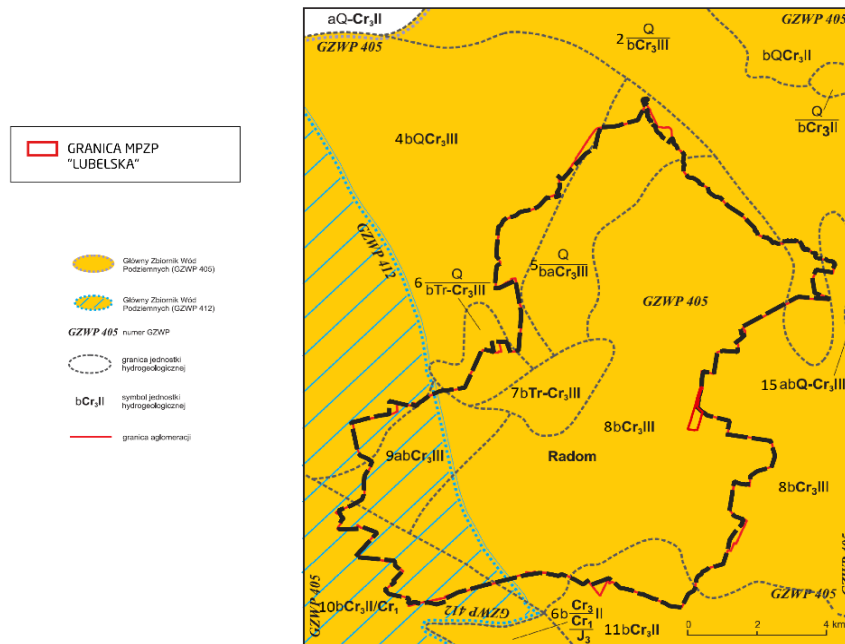 aQ-Cr₃II
GZWP 405
2 Q
bCr₃III
GZWP 405
bQCr₃II
Q
bCr₃II
4bQCr₃III
GRANICA MPZP
"LUBELSKA"
GZWP 412
Główny Zbiornik Wód
Podziemnych (GZWP 405)
5 Q
baCr₃III
6 Q
bTr-Cr₃III
Główny Zbiornik Wód
Podziemnych (GZWP 412)
GZWP 405
GZWP 405 numer GZWP
granica jednostki
hydrogeologicznej
15 abQ-Cr₃III
7bTr-Cr₃III
bCr₃II symbol jednostki
hydrogeologicznej
8bCr₃III
granica aglomeracji
9abCr₃III
Radom
8bCr₃III
GZWP 405
GZWP 405
GZWP 405
10bCr₃II/Cr₁
GZWP 412
6b Cr₃ II
Cr₁
J₃
11bCr₃II
0 2 4 km